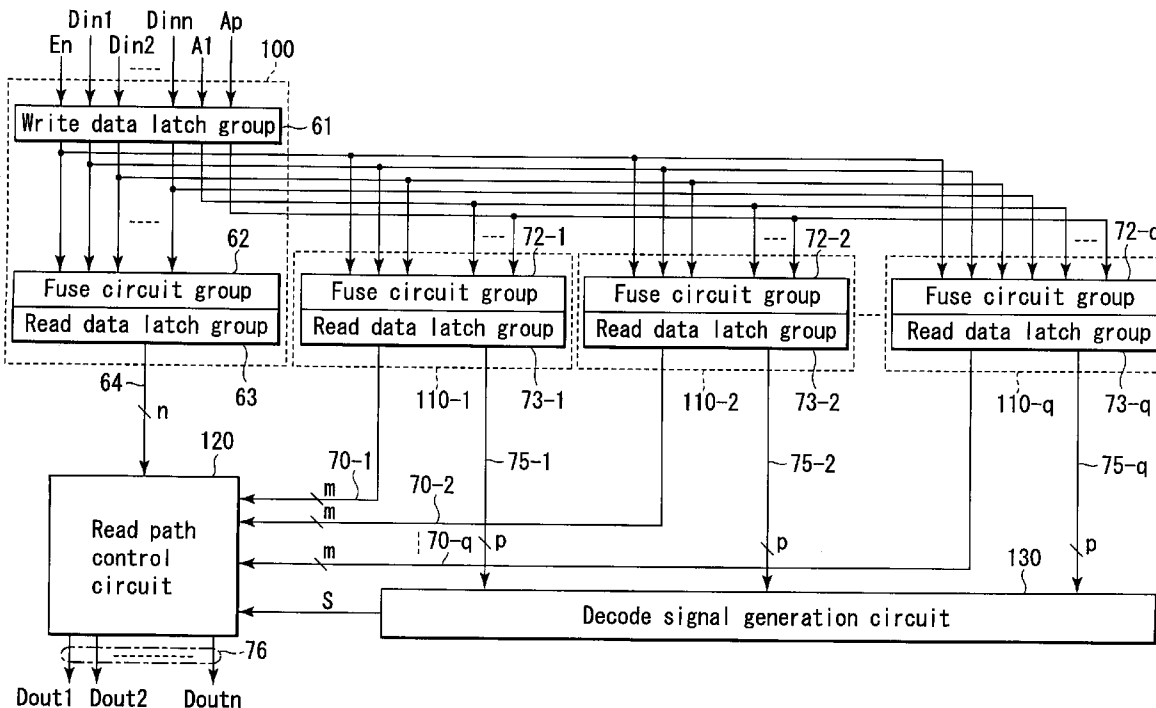 Din1 Dinn Ap
En Din2 A1 100
Write data latch group 61
62 72-1 72-2 72-q
Fuse circuit group Fuse circuit group Fuse circuit group Fuse circuit group
Read data latch group Read data latch group Read data latch group Read data latch group
64 n 63 110-1 73-1 110-2 73-2 110-q 73-q
120 70-1 75-1 75-2 75-q
m 70-2
m
Read path m 70-q p p p 130
control
circuit
S Decode signal generation circuit
76
Dout1 Dout2 Doutn